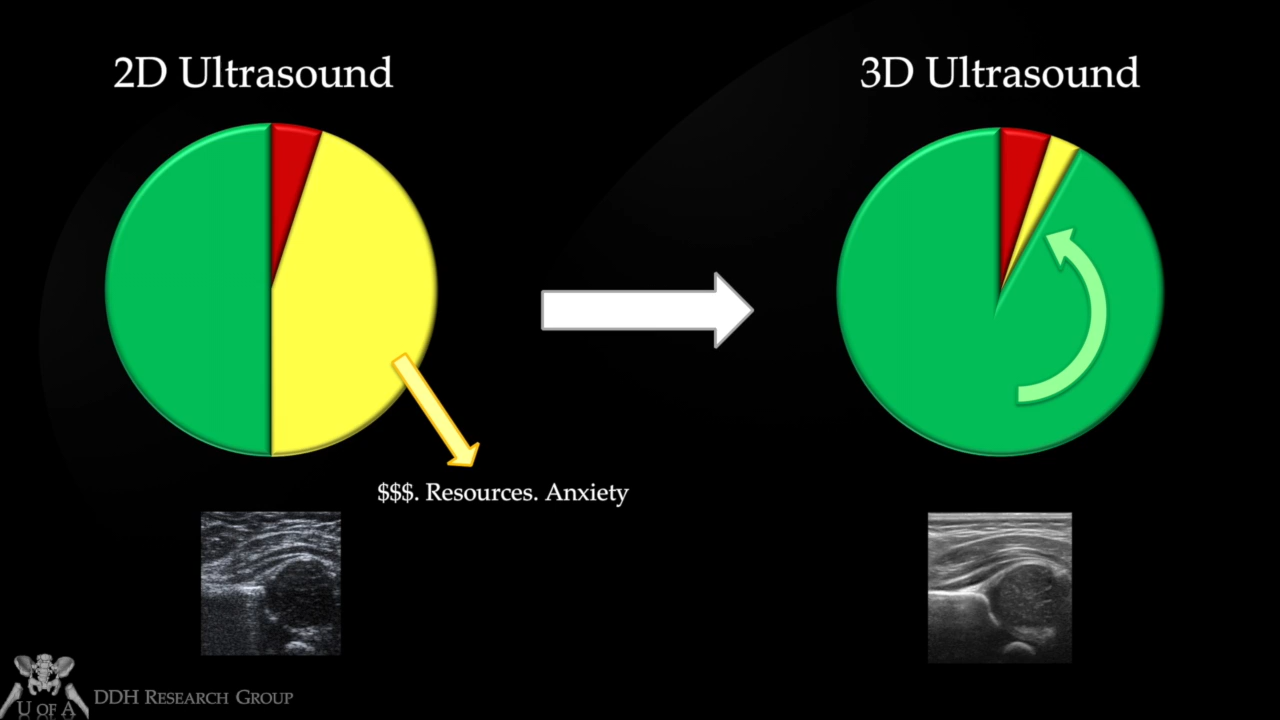 2D Ultrasound
3D Ultrasound
$$$. Resources. Anxiety
U OF A
DDH RESEARCH GROUP